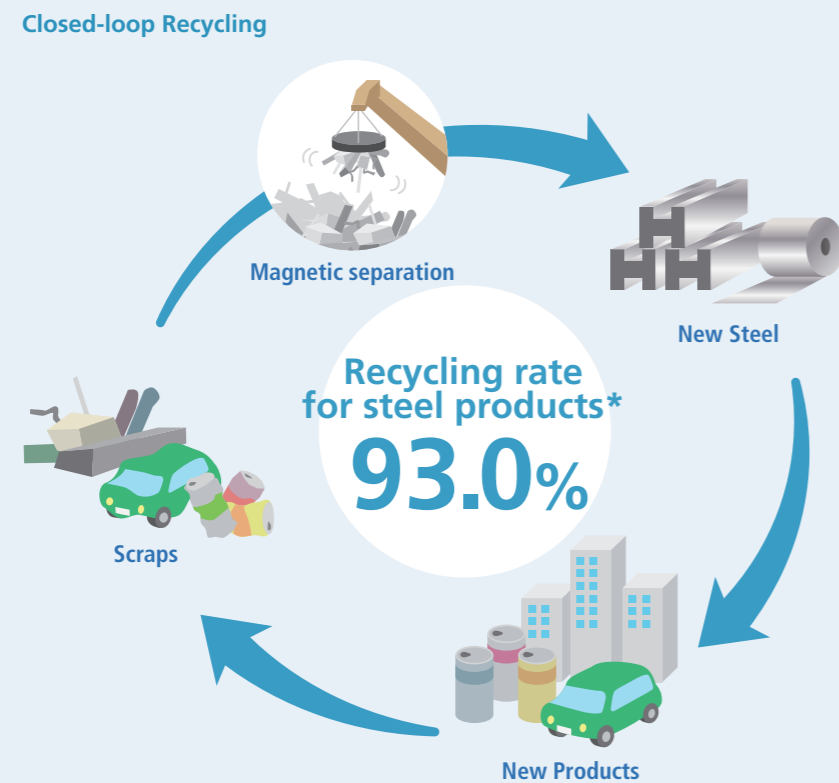 Closed-loop Recycling
Magnetic separation
New Steel
Recycling rate
for steel products*
93.0%
Scraps
New Products